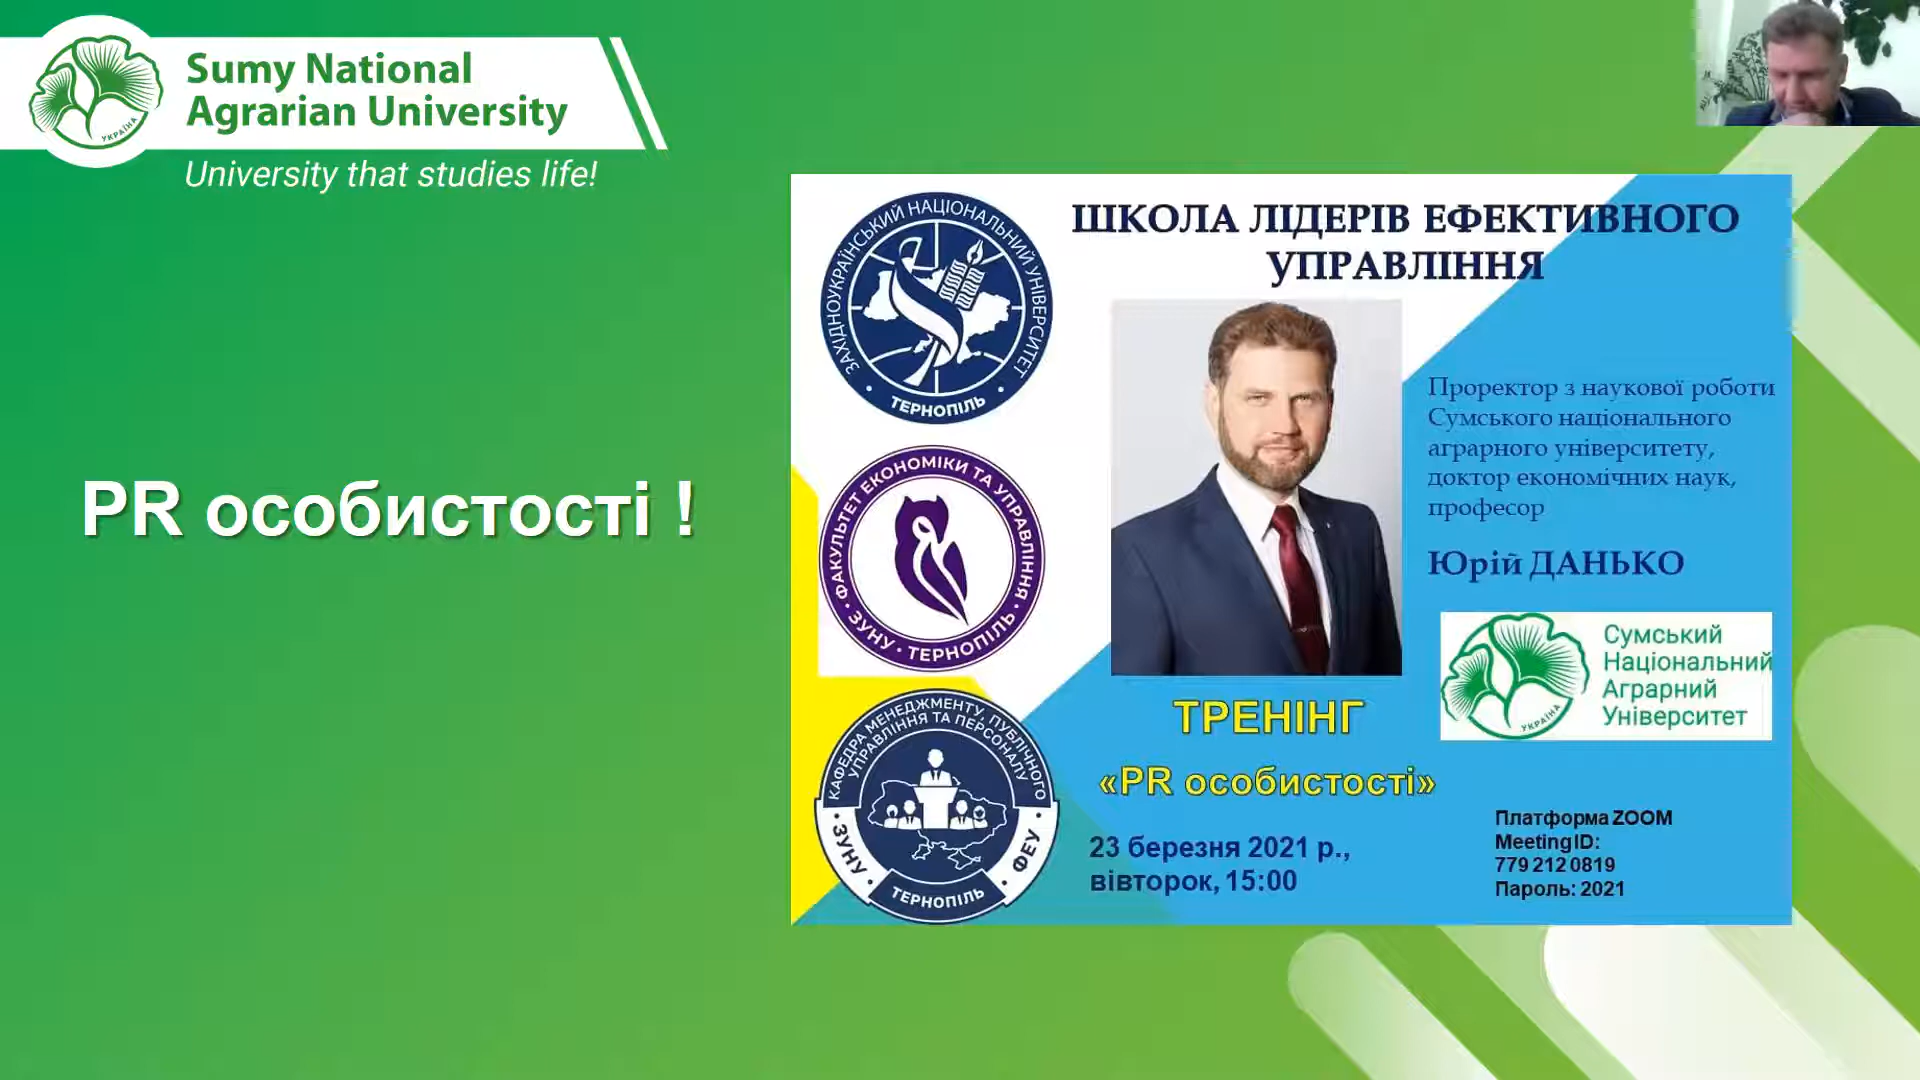 Sumy National
Agrarian University
УКРАЇНА
University that studies life!
PR особистості !
ЗАХІДНОУКРАЇНСЬКИЙ НАЦІОНАЛЬНИЙ УНІВЕРСИТЕТ
• ТЕРНОПІЛЬ •
ШКОЛА ЛІДЕРІВ ЕФЕКТИВНОГО
УПРАВЛІННЯ
Проректор з наукової роботи
Сумського національного
аграрного університету,
доктор економічних наук,
професор
Юрій ДАНЬКО
ФАКУЛЬТЕТ ЕКОНОМІКИ ТА УПРАВЛІННЯ
• ЗУНУ • ТЕРНОПІЛЬ •
Сумський
Національний
Аграрний
Університет
УКРАЇНА
КАФЕДРА МЕНЕДЖМЕНТУ, ПУБЛІЧНОГО
УПРАВЛІННЯ ТА ПЕРСОНАЛУ
• ЗУНУ •
ТЕРНОПІЛЬ
• ФЕУ •
ТРЕНІНГ
«PR особистості»
23 березня 2021 р.,
вівторок, 15:00
Платформа ZOOM
Meeting ID:
779 212 0819
Пароль: 2021